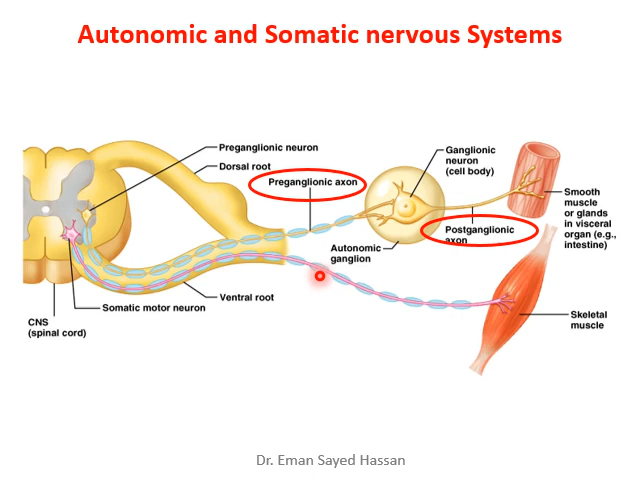 Autonomic and Somatic nervous Systems
Preganglionic neuron
Dorsal root
Preganglionic axon
Ganglionic
neuron
(cell body)
Smooth
muscle
or glands
in visceral
organ (e.g.,
intestine)
Postganglionic
axon
Autonomic
ganglion
Ventral root
Somatic motor neuron
CNS
(spinal cord)
Skeletal
muscle
Dr. Eman Sayed Hassan